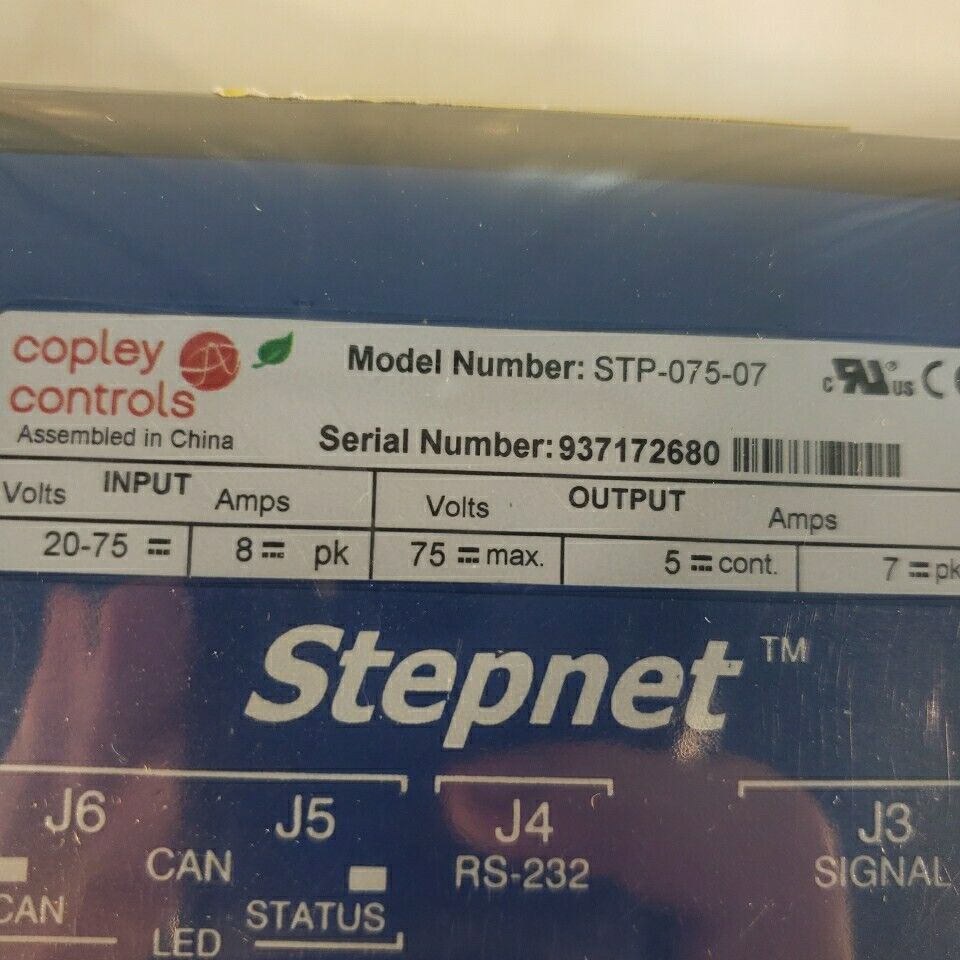 copley
controls
Assembled in China
Model Number: STP-075-07
c RU® US C
Serial Number: 937172680
INPUT OUTPUT
Volts Amps Volts Amps
20-75 ⎓ 8 ⎓ pk 75 ⎓ max. 5 ⎓ cont. 7 ⎓ pk
Stepnet™
J6 J5 J4 J3
CAN RS-232 SIGNAL
CAN STATUS
LED